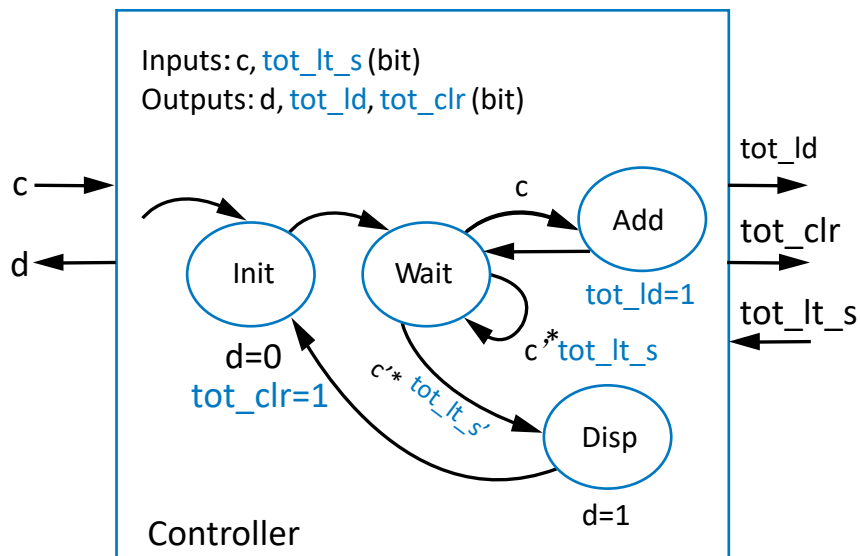 Inputs: c, tot_lt_s (bit)
Outputs: d, tot_ld, tot_clr (bit)
c
d
tot_ld
tot_clr
tot_lt_s
c
Add
Init
Wait
tot_ld=1
d=0
tot_clr=1
c'*tot_lt_s
c'* tot_lt_s'
Disp
d=1
Controller